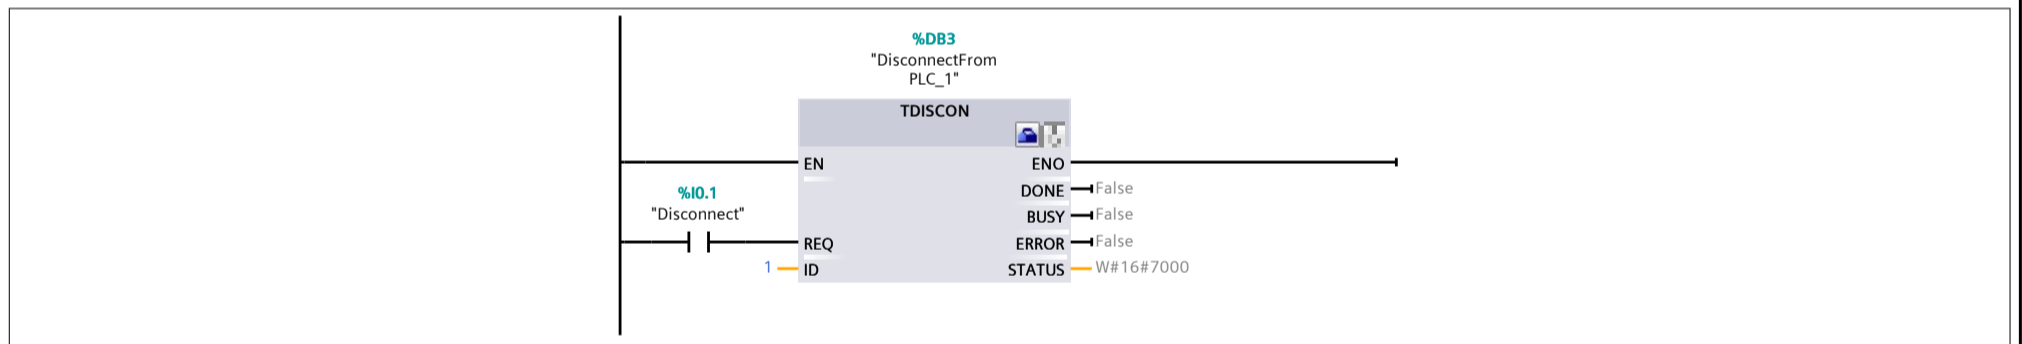 %DB3
"DisconnectFrom
PLC_1"
TDISCON
EN ENO
%I0.1
DONE False
"Disconnect"
BUSY False
REQ ERROR False
1 ID STATUS W#16#7000